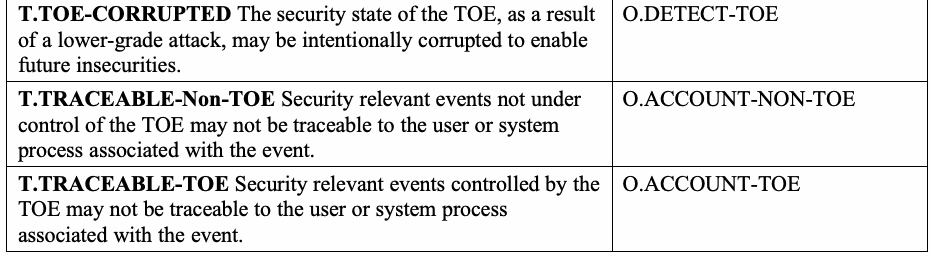 T.TOE-CORRUPTED The security state of the TOE, as a result O.DETECT-TOE
of a lower-grade attack, may be intentionally corrupted to enable
future insecurities.
T.TRACEABLE-Non-TOE Security relevant events not under O.ACCOUNT-NON-TOE
control of the TOE may not be traceable to the user or system
process associated with the event.
T.TRACEABLE-TOE Security relevant events controlled by the O.ACCOUNT-TOE
TOE may not be traceable to the user or system process
associated with the event.